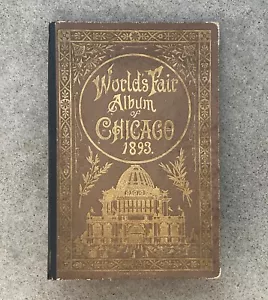 World's Fair
Album
of
CHICAGO
1893.